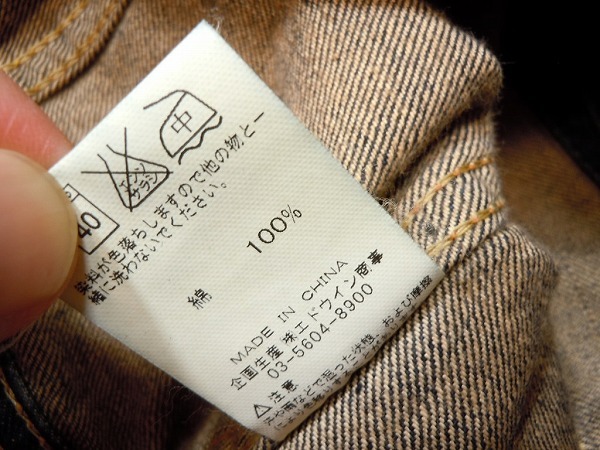 40
エンソ
サラシ
中
染料が色落ちしますので他の物と一
緒に洗わないでください。
綿 100%
MADE IN CHINA
企画生産 ㈱エドウイン商事
03-5604-8900
注意